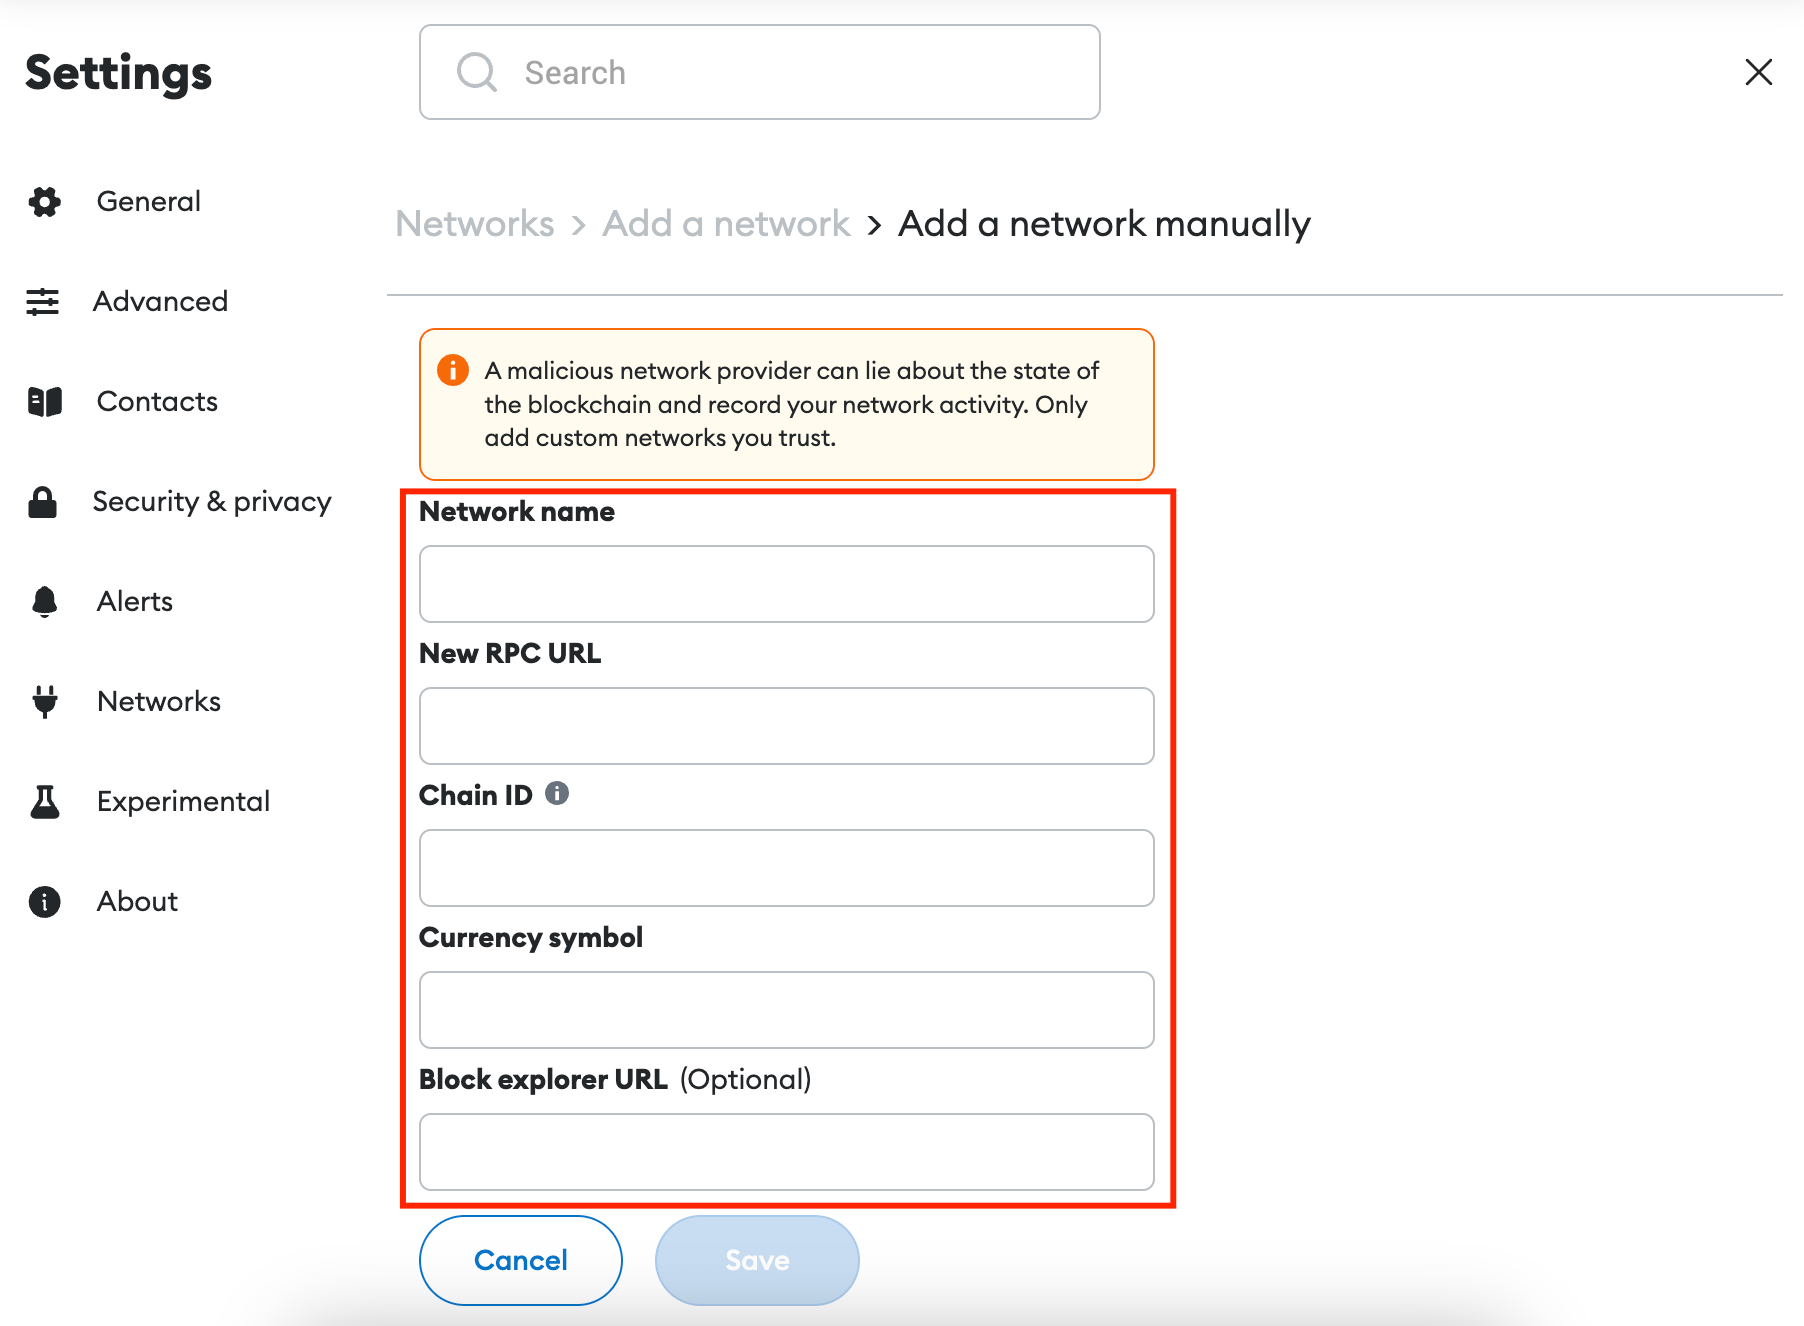 Settings
Search
General
Advanced
Contacts
Security & privacy
Alerts
Networks
Experimental
About
Networks > Add a network > Add a network manually
A malicious network provider can lie about the state of
the blockchain and record your network activity. Only
add custom networks you trust.
Network name
New RPC URL
Chain ID
Currency symbol
Block explorer URL (Optional)
Cancel
Save